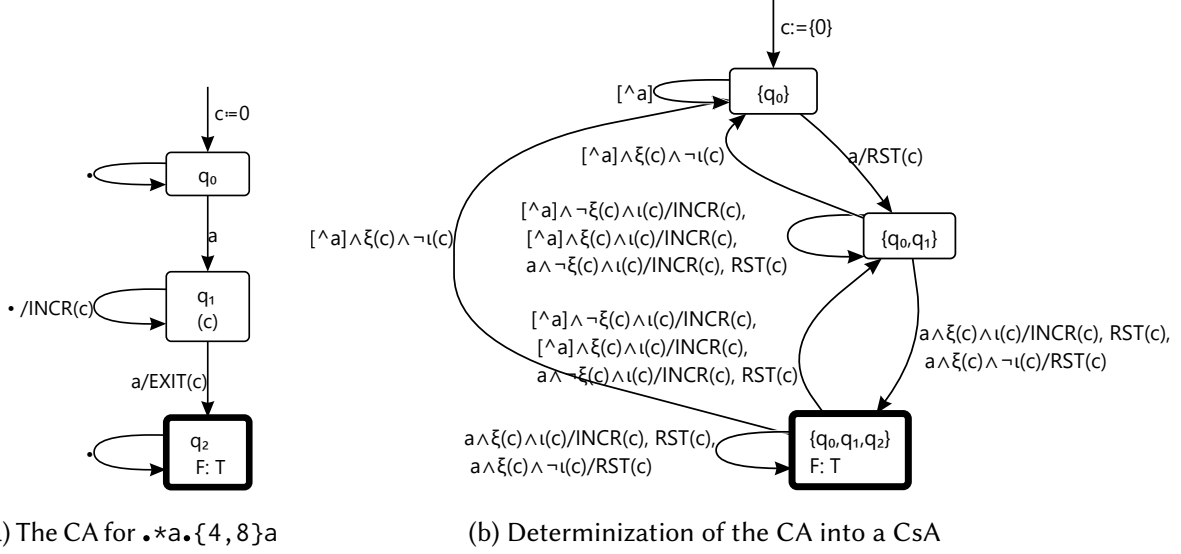 c:=0
•
q₀
a
• /INCR(c)
q₁
(c)
a/EXIT(c)
•
q₂
F: T
) The CA for •*a•{4,8}a
c:={0}
[^a]
{q₀}
[^a]∧ξ(c)∧¬ι(c)
a/RST(c)
[^a]∧ξ(c)∧¬ι(c)
[^a]∧¬ξ(c)∧ι(c)/INCR(c),
[^a]∧ξ(c)∧ι(c)/INCR(c),
a∧¬ξ(c)∧ι(c)/INCR(c), RST(c)
{q₀,q₁}
[^a]∧¬ξ(c)∧ι(c)/INCR(c),
[^a]∧ξ(c)∧ι(c)/INCR(c),
a∧¬ξ(c)∧ι(c)/INCR(c), RST(c)
a∧ξ(c)∧ι(c)/INCR(c), RST(c),
a∧ξ(c)∧¬ι(c)/RST(c)
a∧ξ(c)∧ι(c)/INCR(c), RST(c),
a∧ξ(c)∧¬ι(c)/RST(c)
{q₀,q₁,q₂}
F: T
(b) Determinization of the CA into a CsA